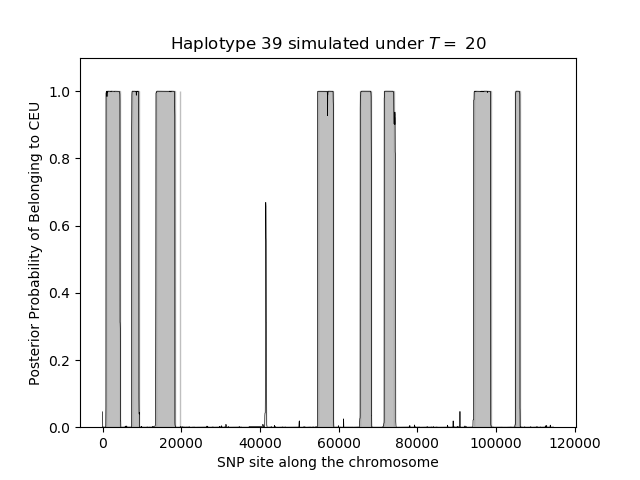 Haplotype 39 simulated under T = 20
1.0
0.8
0.6
0.4
0.2
0.0
Posterior Probability of Belonging to CEU
0 20000 40000 60000 80000 100000 120000
SNP site along the chromosome